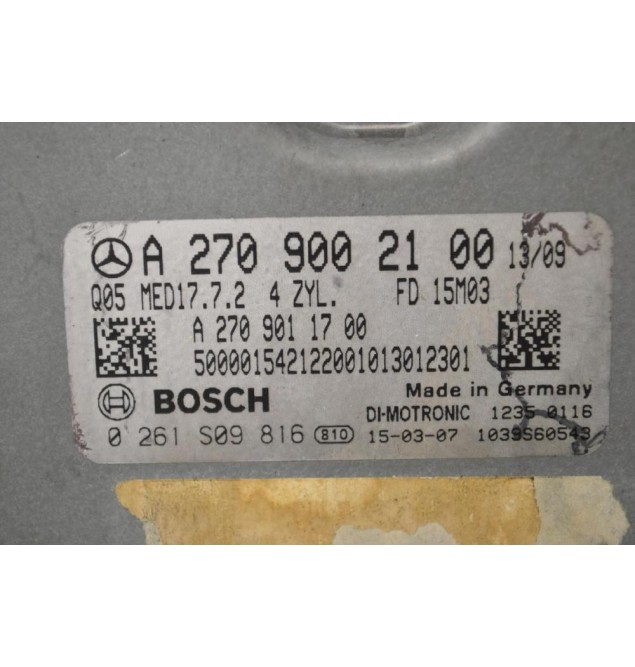 A 270 900 21 00 13/09
Q05 MED17.7.2 4 ZYL. FD 15M03
A 270 901 17 00
500001542122001013012301
BOSCH Made in Germany
DI-MOTRONIC 1235 0116
0 261 S09 816 810 15-03-07 1039S60543